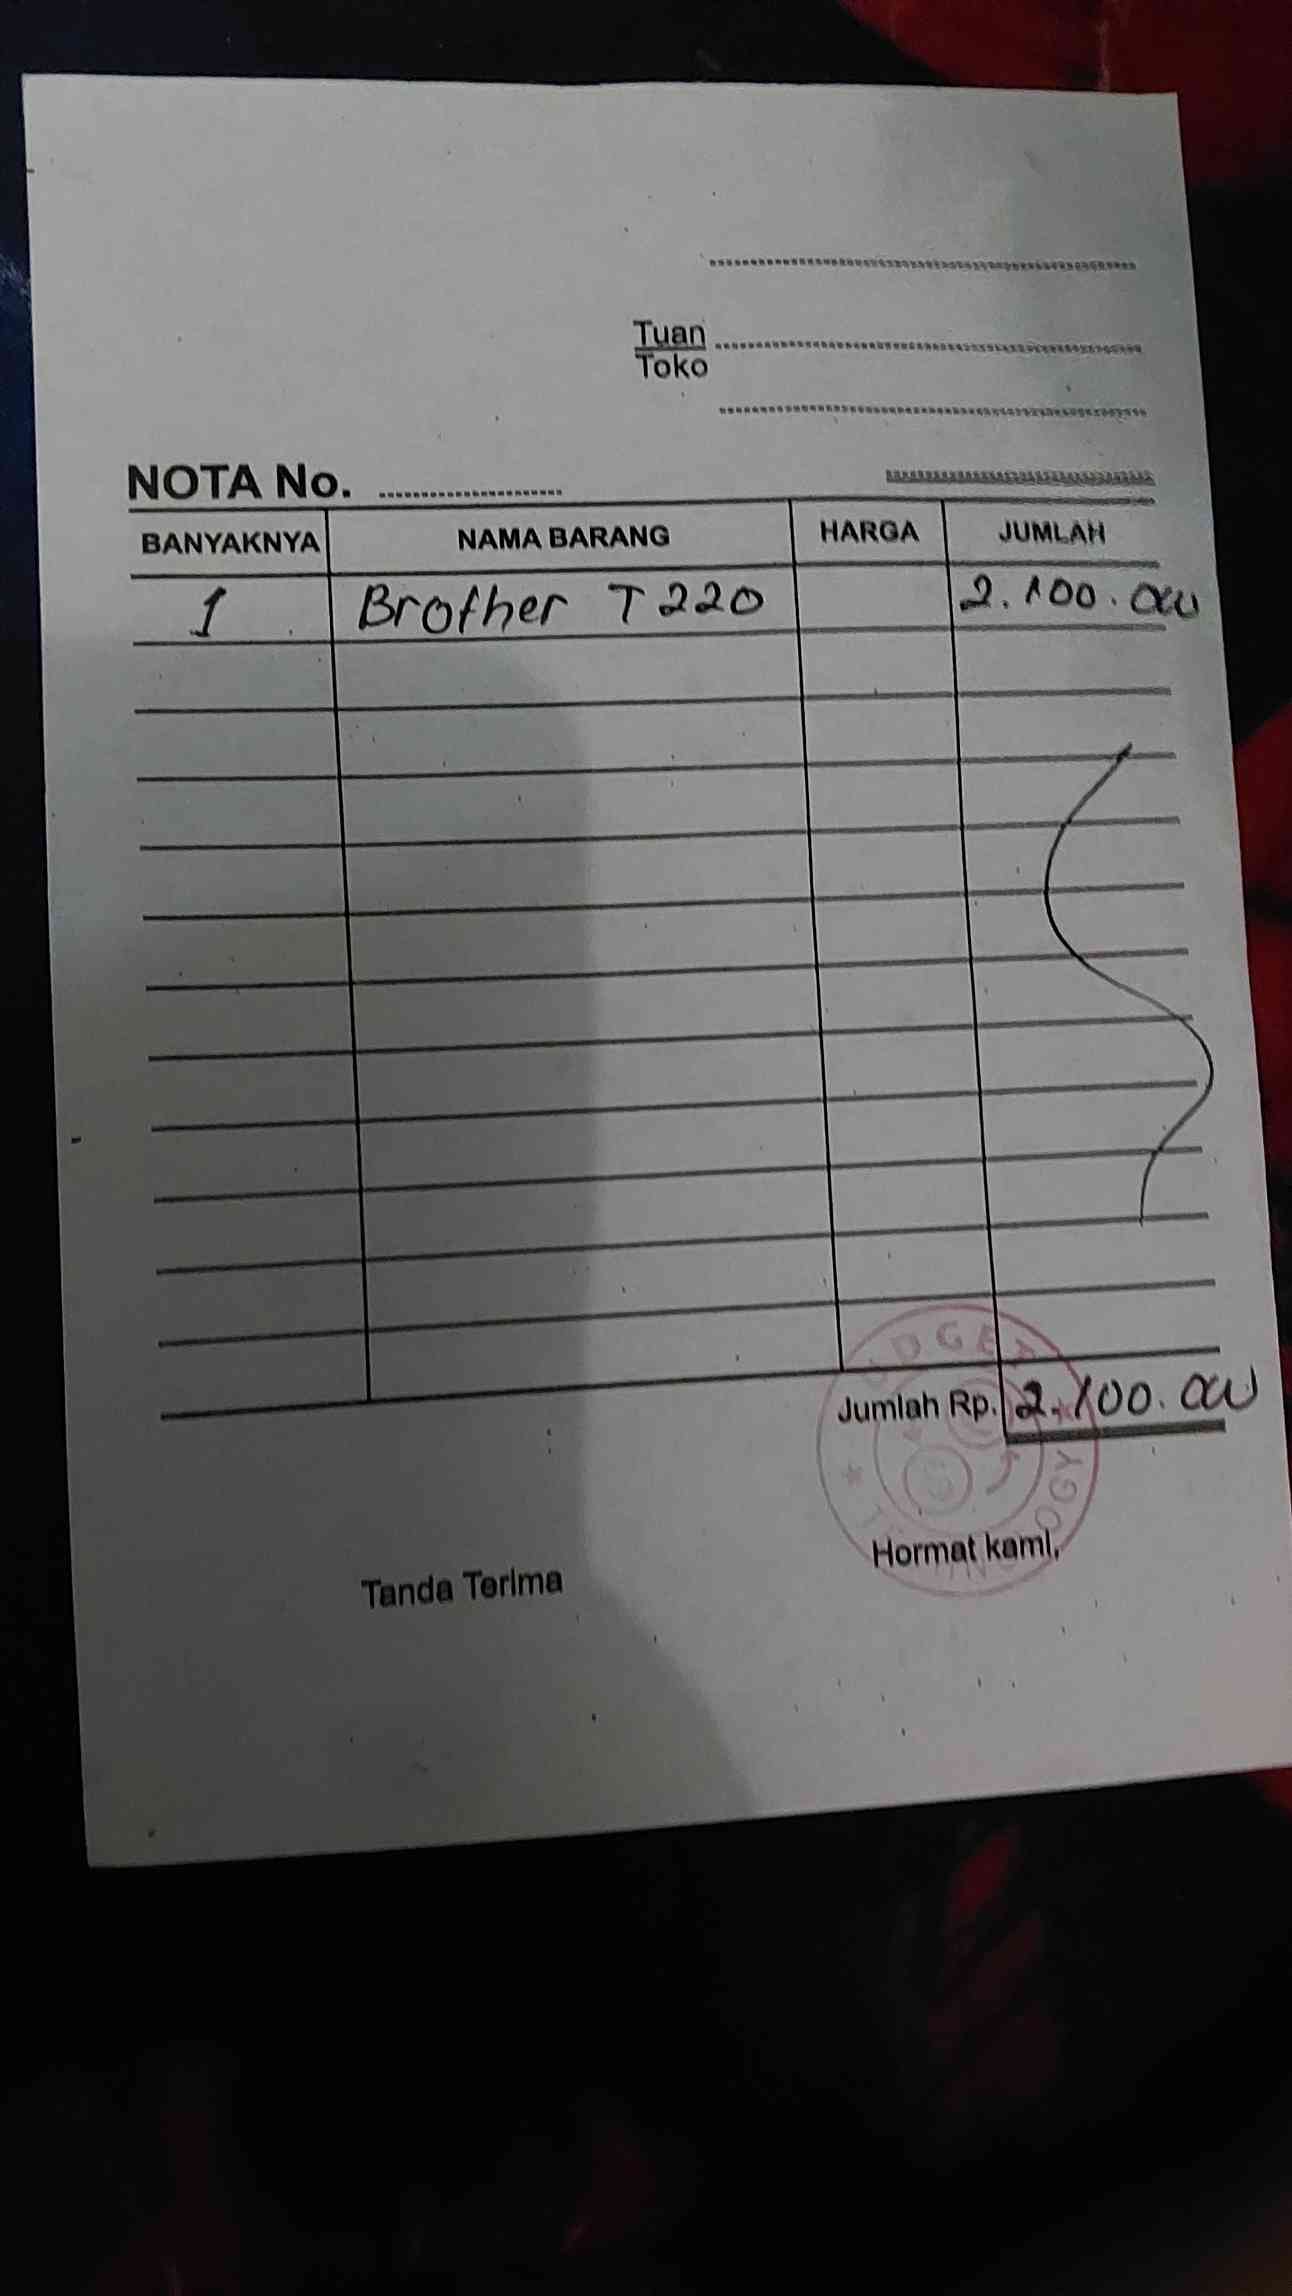 Tuan
Toko
NOTA No.
BANYAKNYA NAMA BARANG HARGA JUMLAH
1 Brother T220 2.100.000
Jumlah Rp. 2.100.000
Tanda Terima Hormat kami,